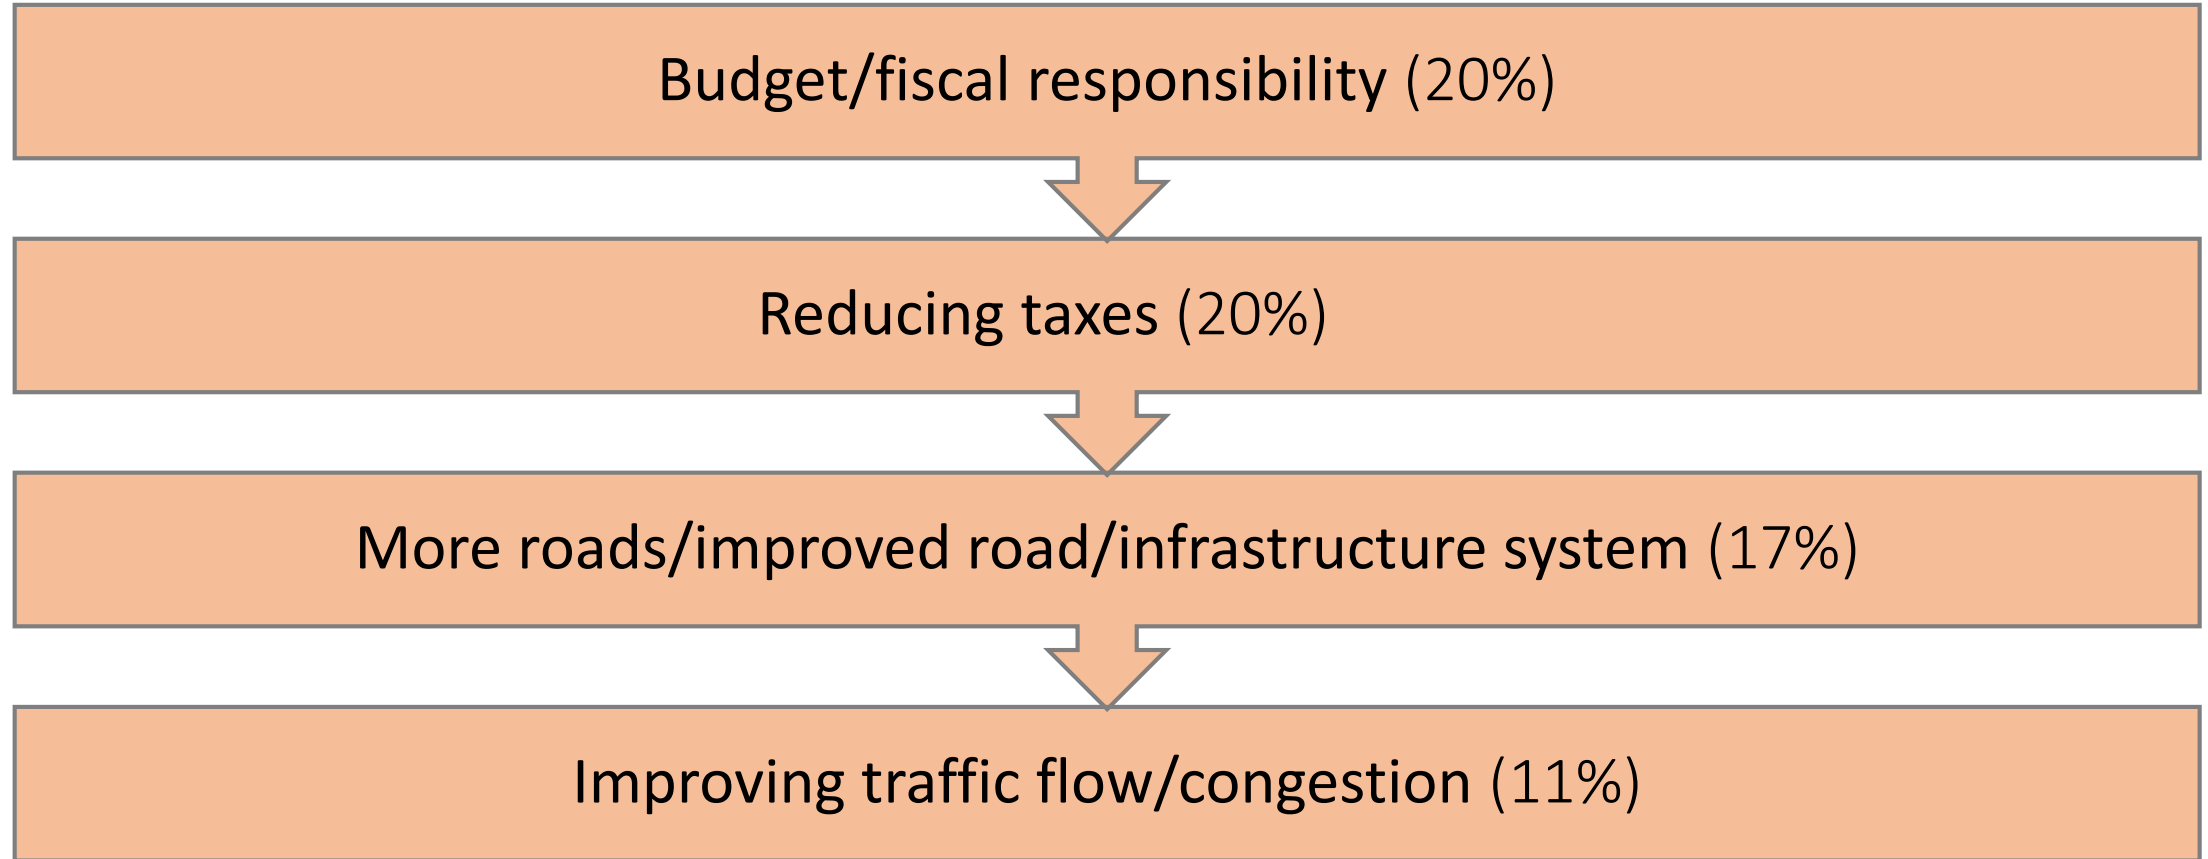 Budget/fiscal responsibility (20%)
Reducing taxes (20%)
More roads/improved road/infrastructure system (17%)
Improving traffic flow/congestion (11%)